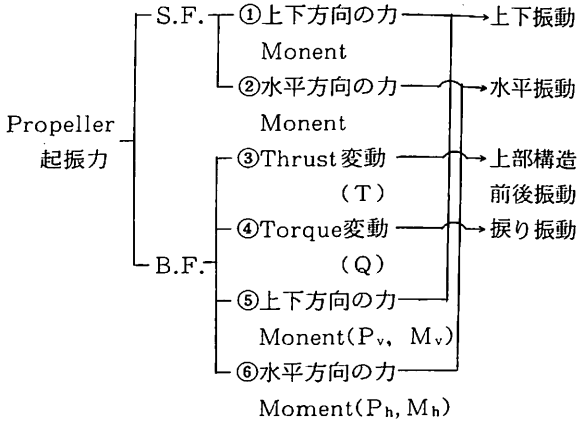 S.F. ①上下方向の力 上下振動
Monent
②水平方向の力 水平振動
Propeller Monent
起振力 ③Thrust変動 上部構造
(T) 前後振動
④Torque変動 捩り振動
B.F. (Q)
⑤上下方向の力
Monent(Pv, Mv)
⑥水平方向の力
Moment(Ph,Mh)